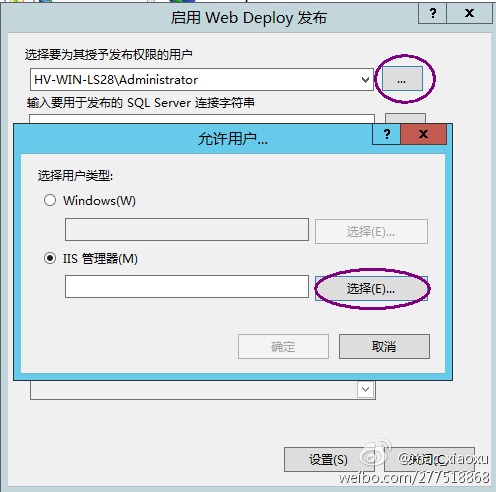 启用 Web Deploy 发布
? X
选择要为其授予发布权限的用户
HV-WIN-LS28\Administrator
...
输入要用于发布的 SQL Server 连接字符串
允许用户...
? X
选择用户类型:
Windows(W)
选择(E)...
IIS 管理器(M)
选择(E)...
确定 取消
设置(S) 关闭(C)
weibo.com/277518868